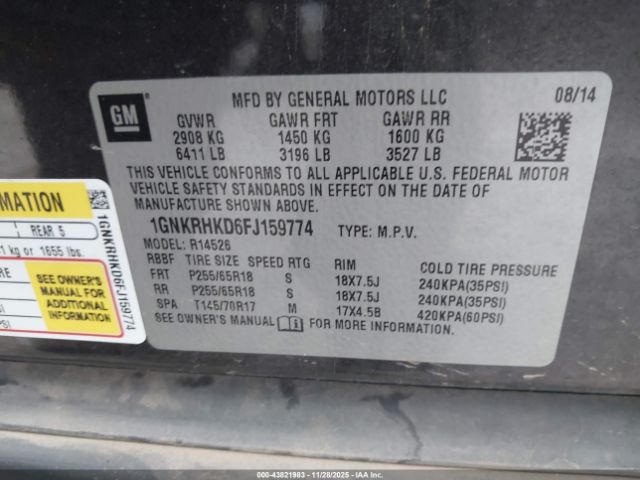 GM
MFD BY GENERAL MOTORS LLC 08/14
GVWR GAWR FRT GAWR RR
2908 KG 1450 KG 1600 KG
6411 LB 3196 LB 3527 LB
THIS VEHICLE CONFORMS TO ALL APPLICABLE U.S. FEDERAL MOTOR
VEHICLE SAFETY STANDARDS IN EFFECT ON THE DATE OF
MANUFACTURE SHOWN ABOVE.
1GNKRHKD6FJ159774 TYPE: M.P.V.
MODEL: R14526
RBBF TIRE SIZE SPEED RTG RIM COLD TIRE PRESSURE
FRT P255/65R18 S 18X7.5J 240KPA(35PSI)
RR P255/65R18 S 18X7.5J 240KPA(35PSI)
SPA T145/70R17 M 17X4.5B 420KPA(60PSI)
SEE OWNER'S MANUAL FOR MORE INFORMATION.
MATION
REAR 5
1 kg or 1655 lbs.
SEE OWNER'S
MANUAL FOR
ADDITIONAL
INFORMATION
1GNKRHKD6FJ159774
000-43821983 - 11/28/2025 - IAAI.com